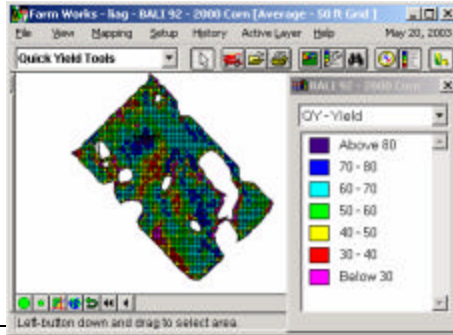 Farm Works - liag - BALI 92 - 2000 Corn [Average - 50 ft Grid ]
File View Mapping Setup History Active Layer Help May 20, 2003
Quick Yield Tools
BALI 92 - 2000 Corn
QY - Yield
Above 80
70 - 80
60 - 70
50 - 60
40 - 50
30 - 40
Below 30
Left-button down and drag to select area